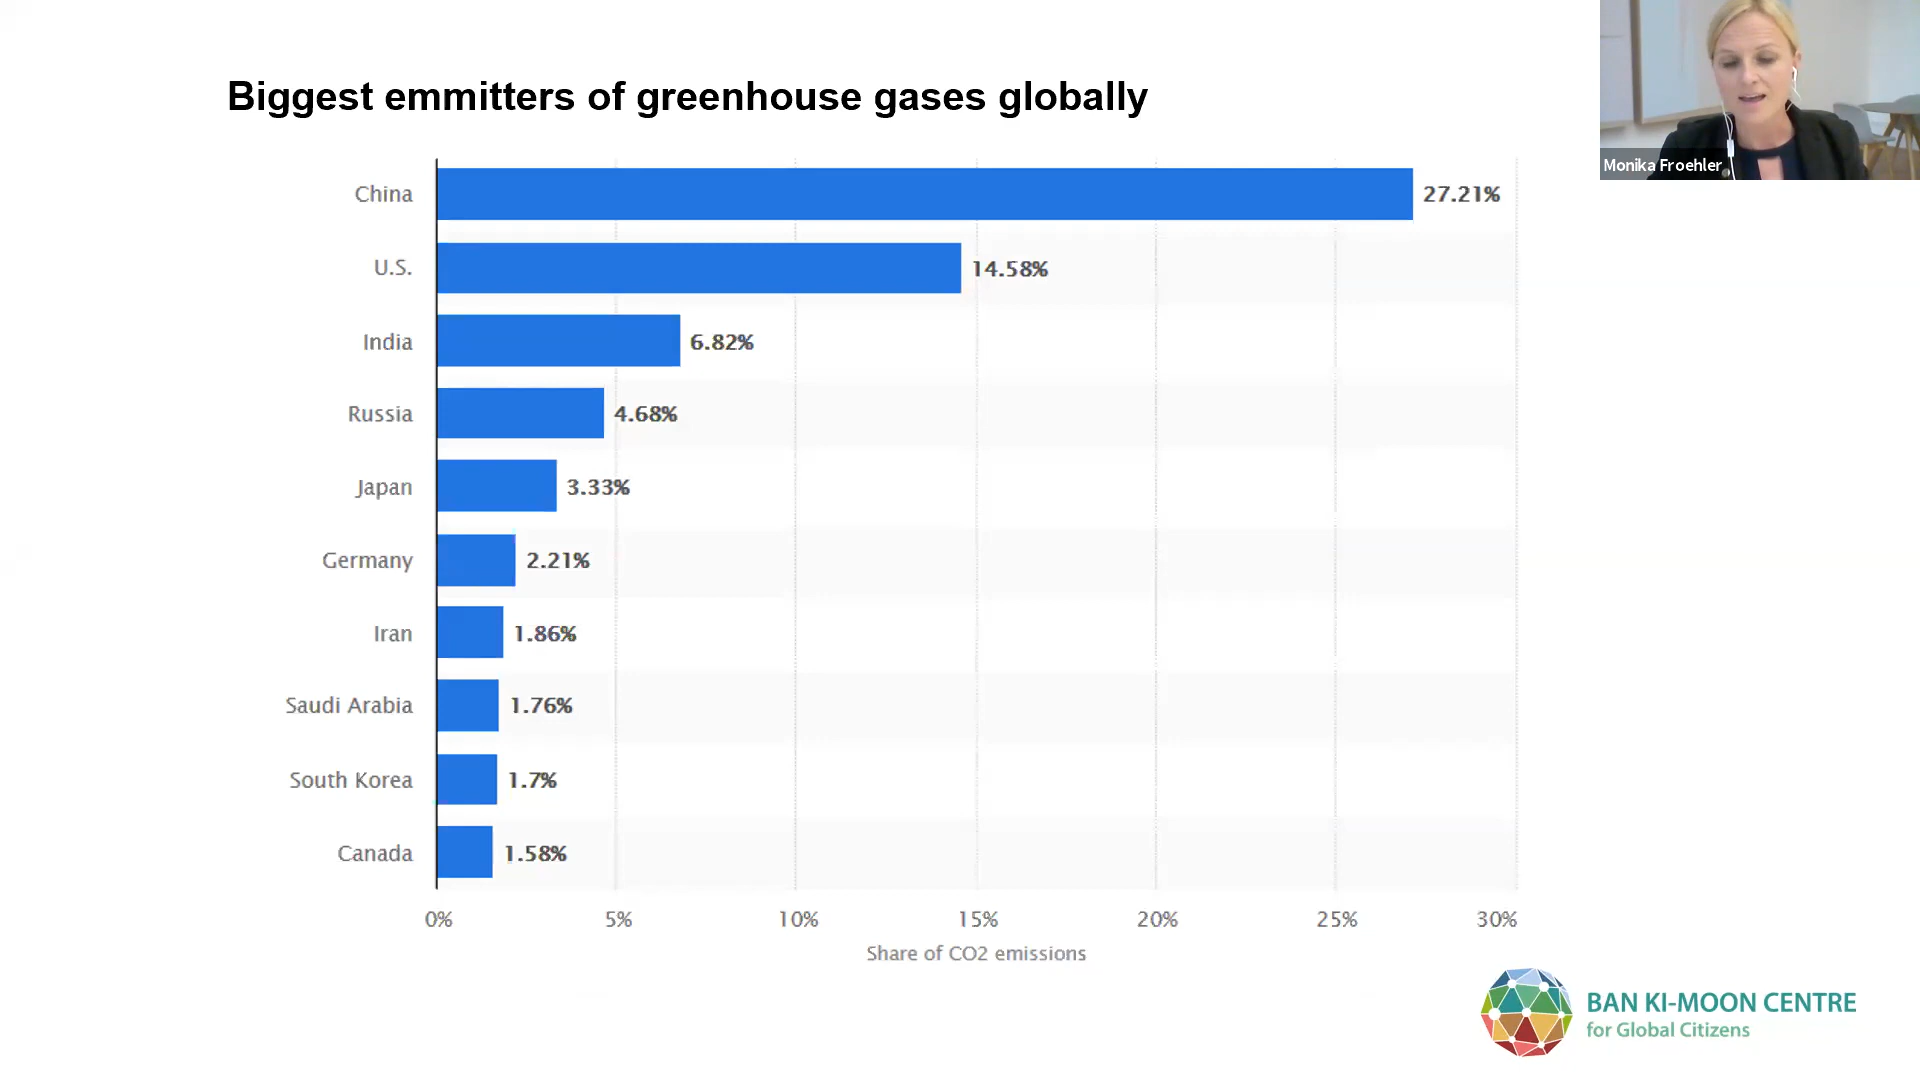 Biggest emmitters of greenhouse gases globally
Monika Froehler
China 27.21%
U.S. 14.58%
India 6.82%
Russia 4.68%
Japan 3.33%
Germany 2.21%
Iran 1.86%
Saudi Arabia 1.76%
South Korea 1.7%
Canada 1.58%
0% 5% 10% 15% 20% 25% 30%
Share of CO2 emissions
BAN KI-MOON CENTRE
for Global Citizens